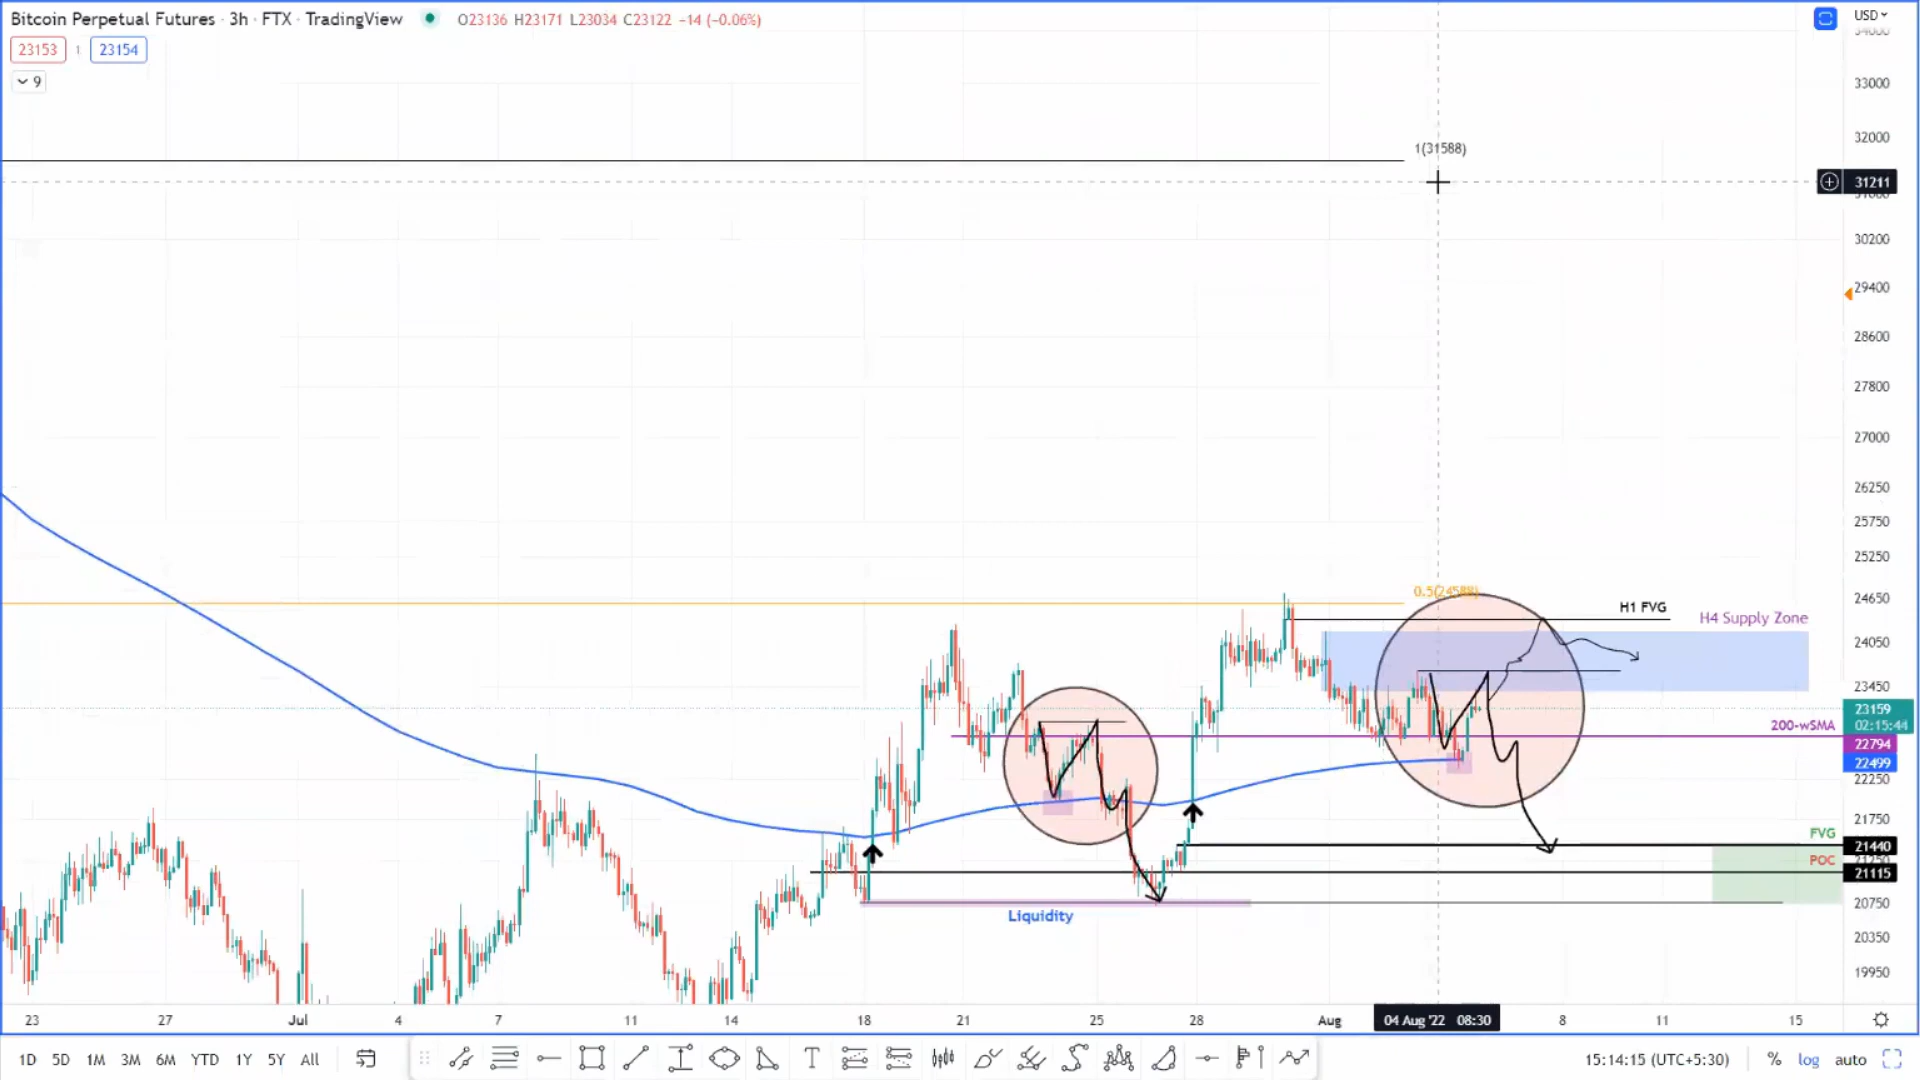 Bitcoin Perpetual Futures · 3h · FTX · TradingView O23136 H23171 L23034 C23122 −14 (−0.06%)
USD
34000
23153 1 23154
9
33000
32000
1(31588)
31211
30200
29400
28600
27800
27000
26250
25750
25250
0.5(24588)
24650
H1 FVG
H4 Supply Zone
24050
23450
23159
02:15:44
200-wSMA
22794
22499
22250
21750
FVG
21440
POC
21115
20750
Liquidity
20350
19950
23 27 Jul 4 7 11 14 18 21 25 28 Aug 04 Aug '22 08:30 8 11 15
1D 5D 1M 3M 6M YTD 1Y 5Y All T 15:14:15 (UTC+5:30) % log auto